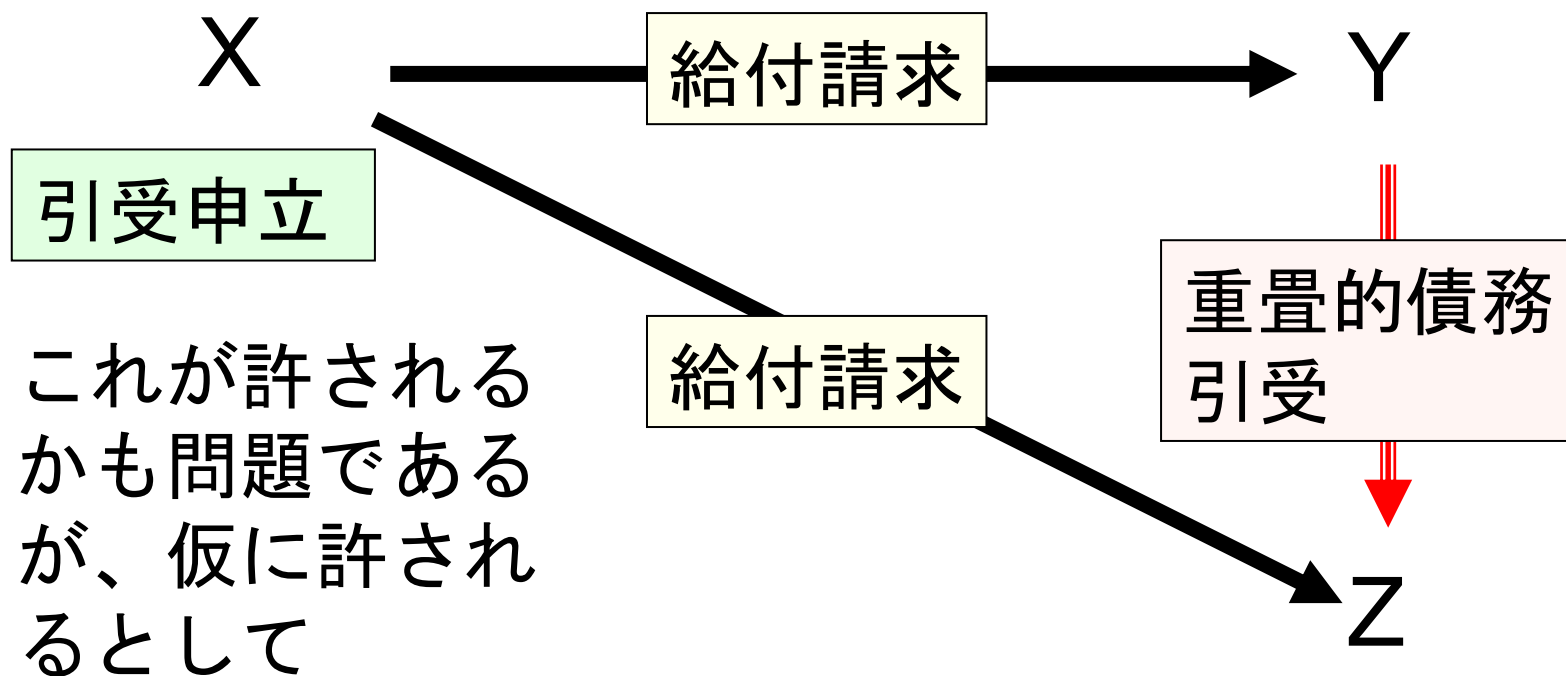 X
給付請求
Y
引受申立
重畳的債務
引受
給付請求
これが許される
かも問題である
が、仮に許され
るとして
Z